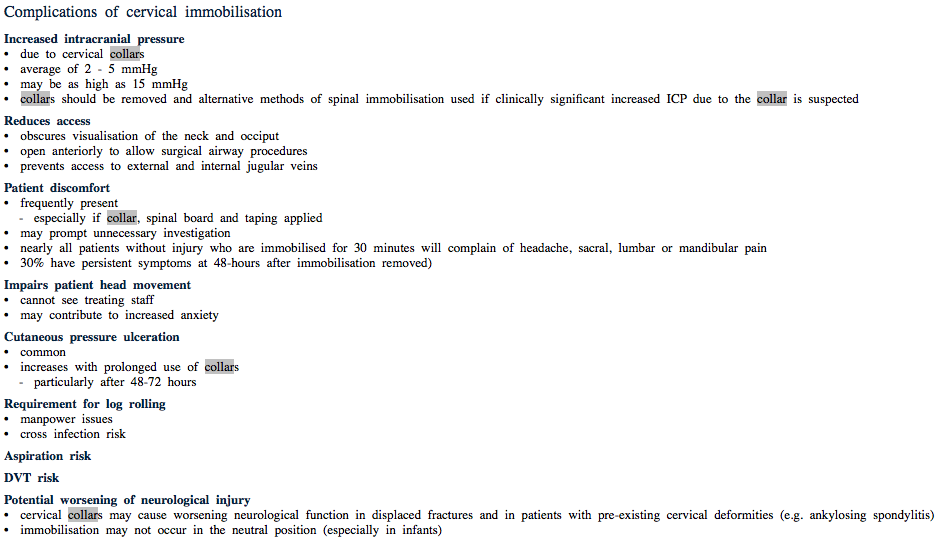 Complications of cervical immobilisation
Increased intracranial pressure
• due to cervical collars
• average of 2 - 5 mmHg
• may be as high as 15 mmHg
• collars should be removed and alternative methods of spinal immobilisation used if clinically significant increased ICP due to the collar is suspected
Reduces access
• obscures visualisation of the neck and occiput
• open anteriorly to allow surgical airway procedures
• prevents access to external and internal jugular veins
Patient discomfort
• frequently present
- especially if collar, spinal board and taping applied
• may prompt unnecessary investigation
• nearly all patients without injury who are immobilised for 30 minutes will complain of headache, sacral, lumbar or mandibular pain
• 30% have persistent symptoms at 48-hours after immobilisation removed)
Impairs patient head movement
• cannot see treating staff
• may contribute to increased anxiety
Cutaneous pressure ulceration
• common
• increases with prolonged use of collars
- particularly after 48-72 hours
Requirement for log rolling
• manpower issues
• cross infection risk
Aspiration risk
DVT risk
Potential worsening of neurological injury
• cervical collars may cause worsening neurological function in displaced fractures and in patients with pre-existing cervical deformities (e.g. ankylosing spondylitis)
• immobilisation may not occur in the neutral position (especially in infants)